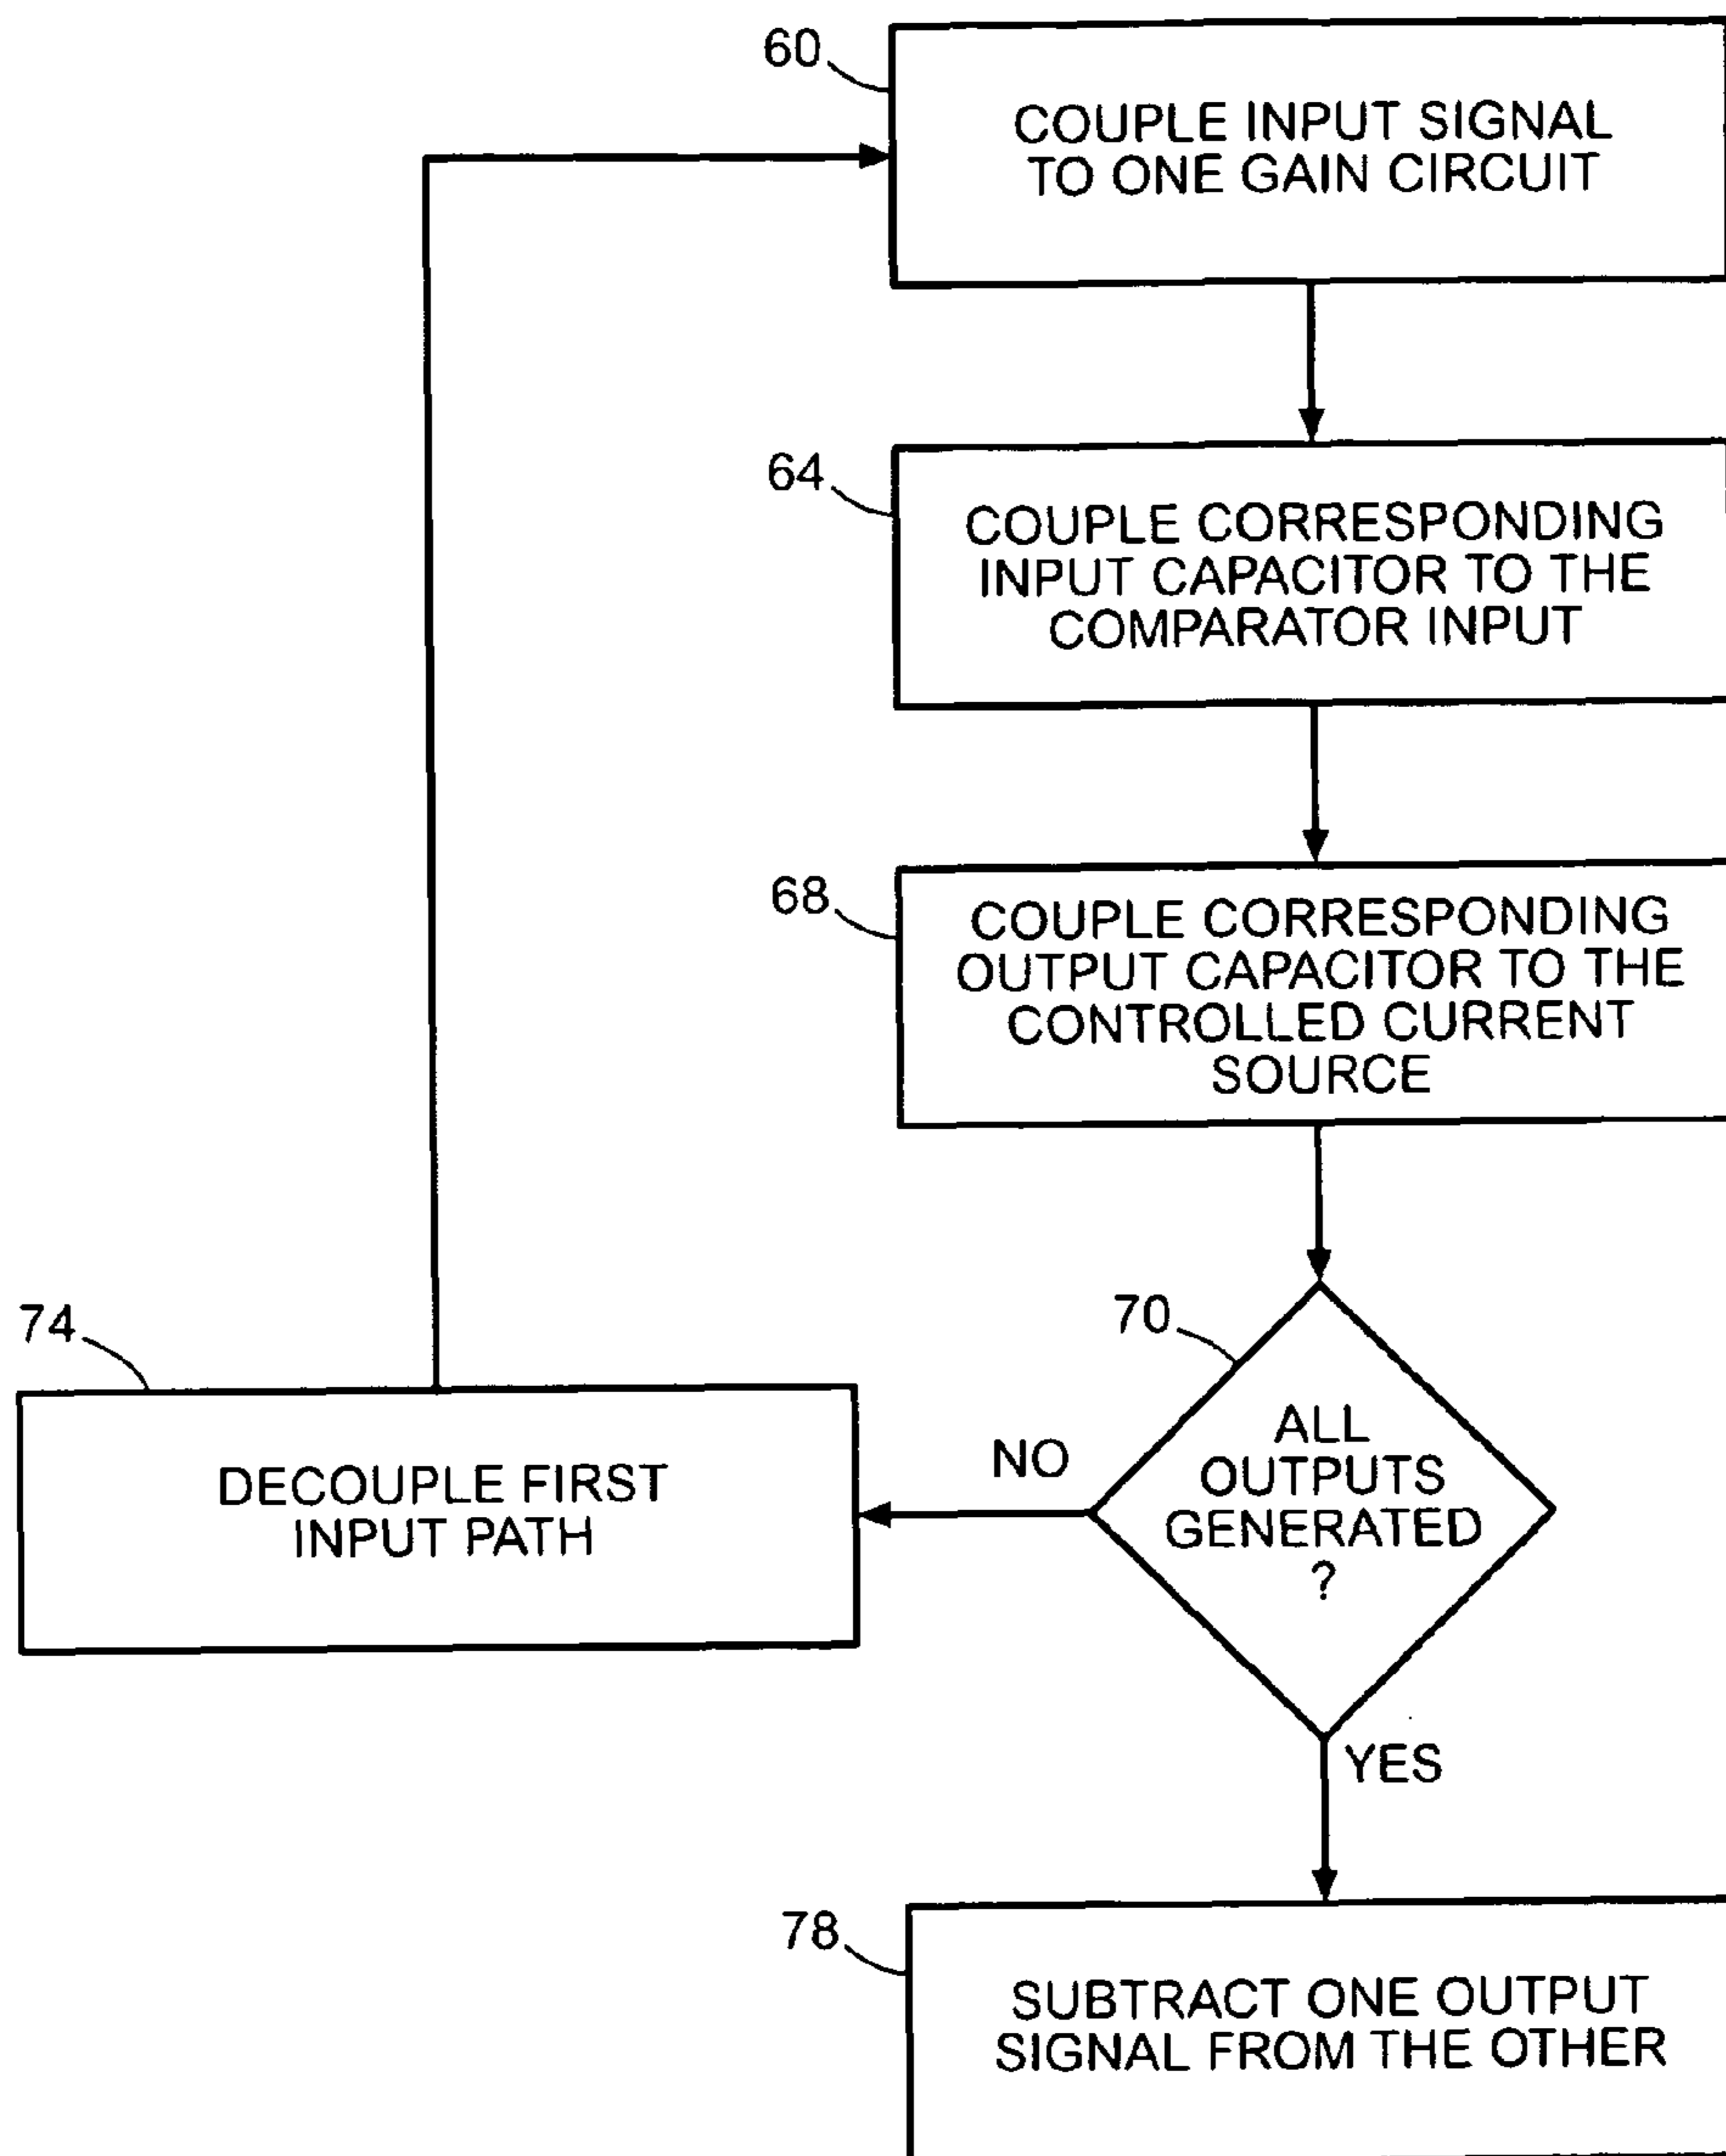 60
COUPLE INPUT SIGNAL
TO ONE GAIN CIRCUIT
64
COUPLE CORRESPONDING
INPUT CAPACITOR TO THE
COMPARATOR INPUT
68
COUPLE CORRESPONDING
OUTPUT CAPACITOR TO THE
CONTROLLED CURRENT
SOURCE
70
ALL
OUTPUTS
GENERATED
?
NO
74
DECOUPLE FIRST
INPUT PATH
YES
78
SUBTRACT ONE OUTPUT
SIGNAL FROM THE OTHER